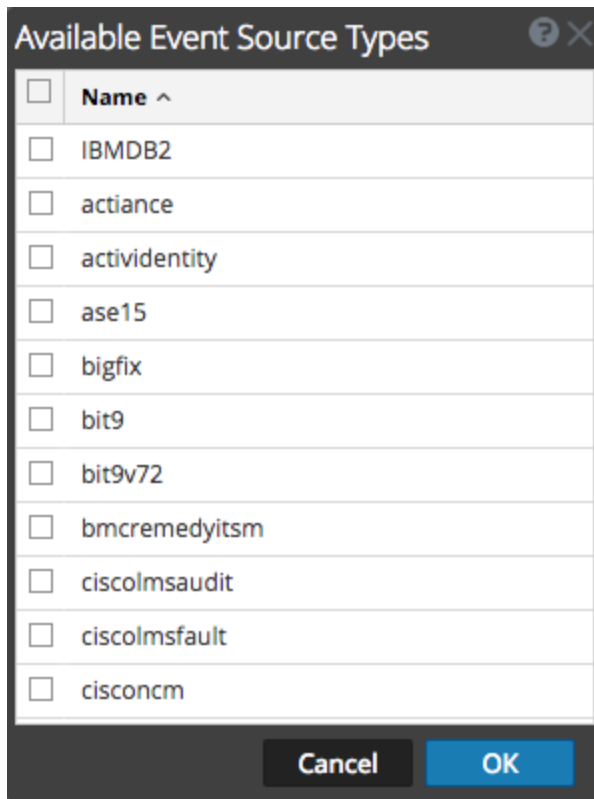 Available Event Source Types
Name
IBMDB2
actiance
actividentity
ase15
bigfix
bit9
bit9v72
bmcremedyitsm
ciscolmsaudit
ciscolmsfault
cisconcm
Cancel OK